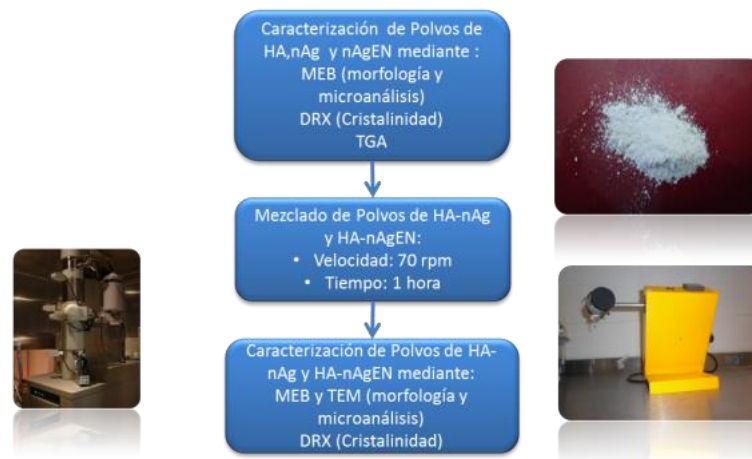 Caracterización de Polvos de
HA,nAg y nAgEN mediante :
MEB (morfología y
microanálisis)
DRX (Cristalinidad)
TGA
Mezclado de Polvos de HA-nAg
y HA-nAgEN:
• Velocidad: 70 rpm
• Tiempo: 1 hora
Caracterización de Polvos de HA-
nAg y HA-nAgEN mediante:
MEB y TEM (morfología y
microanálisis)
DRX (Cristalinidad)